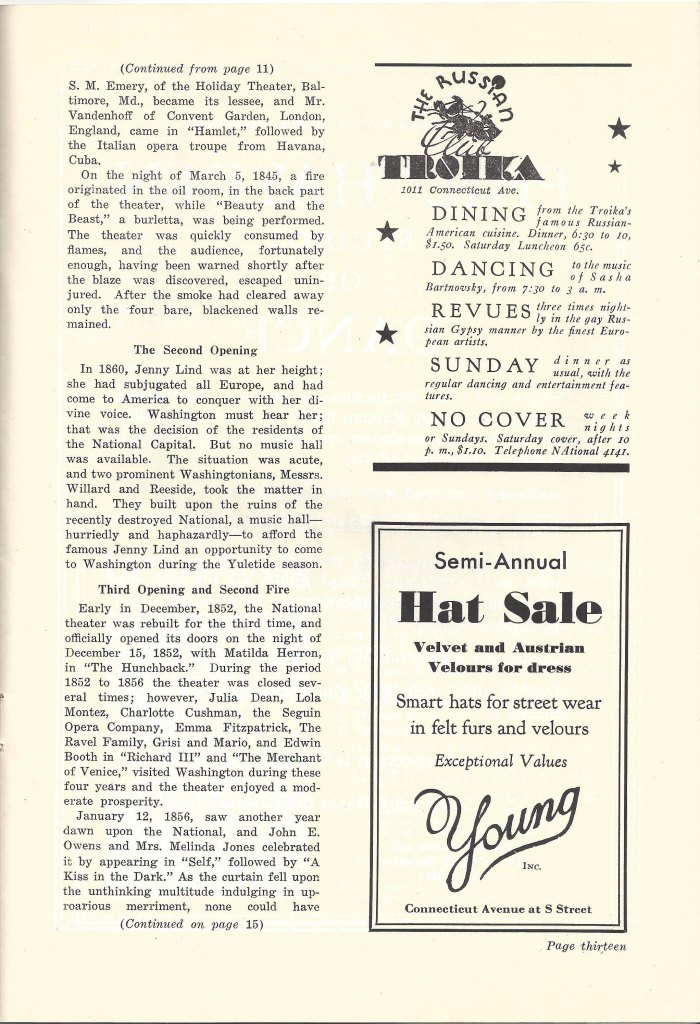 (Continued from page 11)
S. M. Emery, of the Holiday Theater, Bal-
timore, Md., became its lessee, and Mr.
Vandenhoff of Convent Garden, London,
England, came in "Hamlet," followed by
the Italian opera troupe from Havana,
Cuba.
On the night of March 5, 1845, a fire
originated in the oil room, in the back part
of the theater, while "Beauty and the
Beast," a burletta, was being performed.
The theater was quickly consumed by
flames, and the audience, fortunately
enough, having been warned shortly after
the blaze was discovered, escaped unin-
jured. After the smoke had cleared away
only the four bare, blackened walls re-
mained.
The Second Opening
In 1860, Jenny Lind was at her height;
she had subjugated all Europe, and had
come to America to conquer with her di-
vine voice. Washington must hear her;
that was the decision of the residents of
the National Capital. But no music hall
was available. The situation was acute,
and two prominent Washingtonians, Messrs.
Willard and Reeside, took the matter in
hand. They built upon the ruins of the
recently destroyed National, a music hall—
hurriedly and haphazardly—to afford the
famous Jenny Lind an opportunity to come
to Washington during the Yuletide season.
Third Opening and Second Fire
Early in December, 1852, the National
theater was rebuilt for the third time, and
officially opened its doors on the night of
December 15, 1852, with Matilda Herron,
in "The Hunchback." During the period
1852 to 1856 the theater was closed sev-
eral times; however, Julia Dean, Lola
Montez, Charlotte Cushman, the Seguin
Opera Company, Emma Fitzpatrick, The
Ravel Family, Grisi and Mario, and Edwin
Booth in "Richard III" and "The Merchant
of Venice," visited Washington during these
four years and the theater enjoyed a mod-
erate prosperity.
January 12, 1856, saw another year
dawn upon the National, and John E.
Owens and Mrs. Melinda Jones celebrated
it by appearing in "Self," followed by "A
Kiss in the Dark." As the curtain fell upon
the unthinking multitude indulging in up-
roarious merriment, none could have
(Continued on page 15)
THE RUSSIAN
Club
TROIKA
1011 Connecticut Ave.
DINING from the Troika's
famous Russian-
American cuisine. Dinner, 6:30 to 10,
$1.50. Saturday Luncheon 65c.
DANCING to the music
of Sasha
Bartnovsky, from 7:30 to 3 a. m.
REVUES three times night-
ly in the gay Rus-
sian Gypsy manner by the finest Euro-
pean artists.
SUNDAY dinner as
usual, with the
regular dancing and entertainment fea-
tures.
NO COVER week
nights
or Sundays. Saturday cover, after 10
p. m., $1.10. Telephone NAtional 4141.
Semi-Annual
Hat Sale
Velvet and Austrian
Velours for dress
Smart hats for street wear
in felt furs and velours
Exceptional Values
Young
INC.
Connecticut Avenue at S Street
Page thirteen